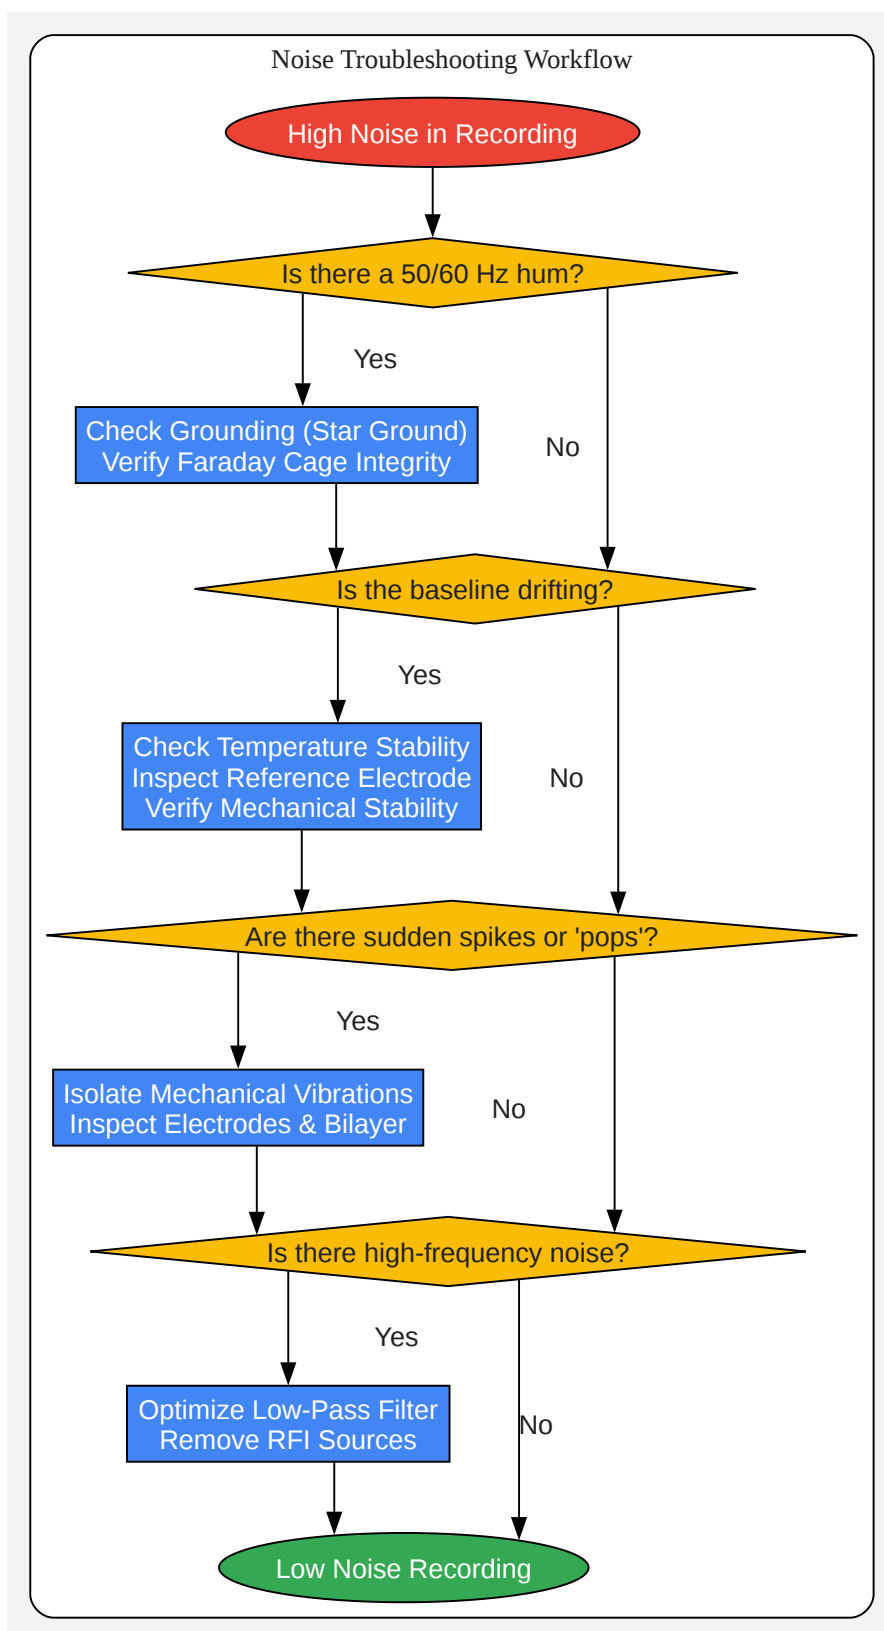 Noise Troubleshooting Workflow
High Noise in Recording
Is there a 50/60 Hz hum?
Yes
Check Grounding (Star Ground)
Verify Faraday Cage Integrity
No
Is the baseline drifting?
Yes
Check Temperature Stability
Inspect Reference Electrode
Verify Mechanical Stability
No
Are there sudden spikes or 'pops'?
Yes
Isolate Mechanical Vibrations
Inspect Electrodes & Bilayer
No
Is there high-frequency noise?
Yes
Optimize Low-Pass Filter
Remove RFI Sources
No
Low Noise Recording